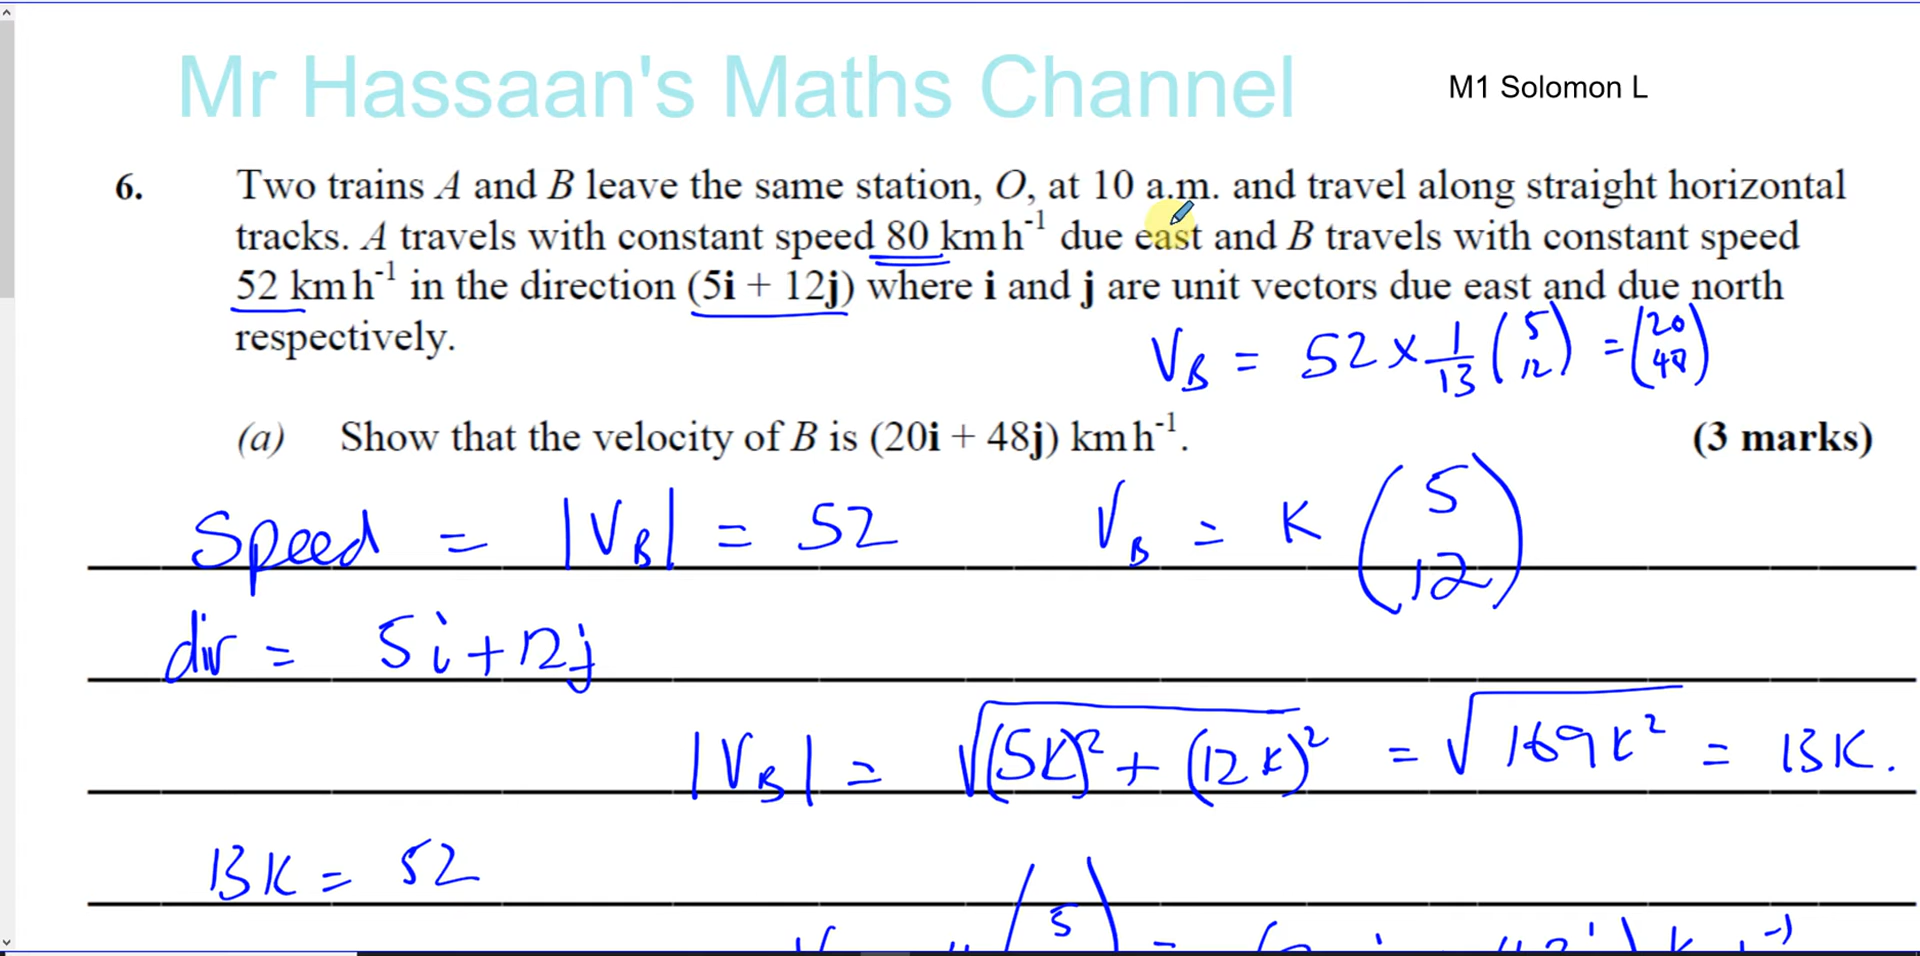 Mr Hassaan's Maths Channel
M1 Solomon L
6. Two trains A and B leave the same station, O, at 10 a.m. and travel along straight horizontal
tracks. A travels with constant speed 80 km h⁻¹ due east and B travels with constant speed
52 km h⁻¹ in the direction (5i + 12j) where i and j are unit vectors due east and due north
respectively.
V_B = 52 × 1/13 (5 12) = (20 48)
(a) Show that the velocity of B is (20i + 48j) km h⁻¹. (3 marks)
Speed = |V_B| = 52 V_B = K (5 12)
dir = 5i + 12j
|V_B| = √(5K)² + (12K)² = √169K² = 13K.
13K = 52